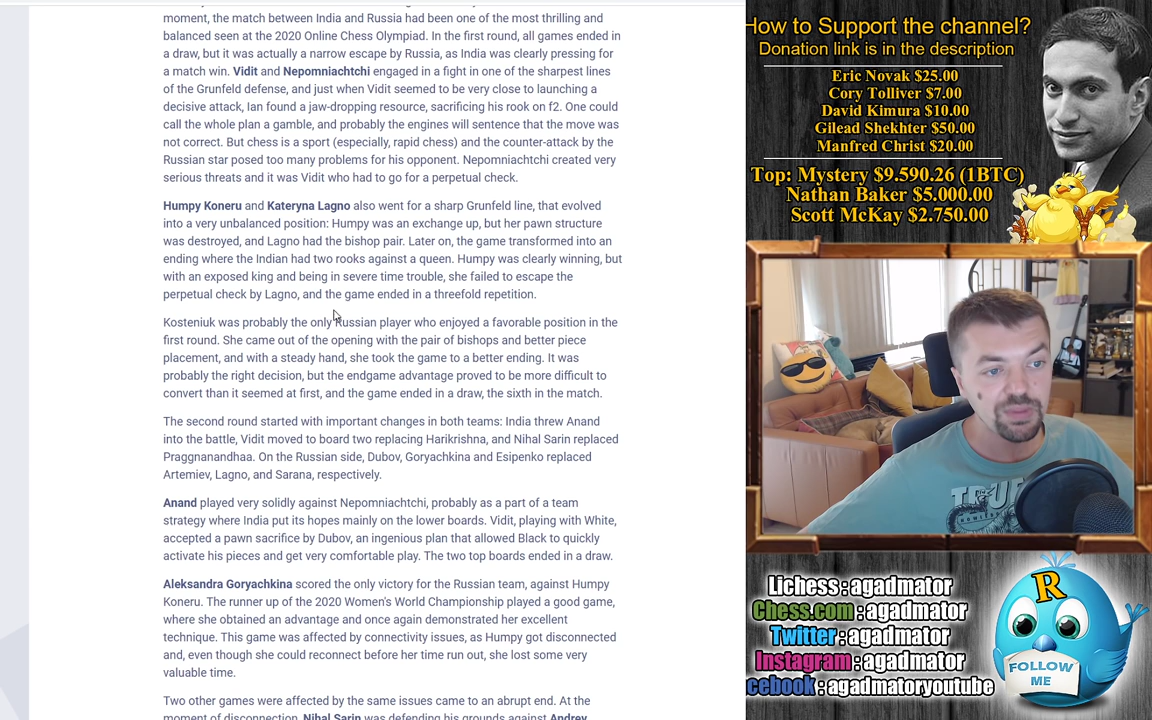 moment, the match between India and Russia had been one of the most thrilling and
balanced seen at the 2020 Online Chess Olympiad. In the first round, all games ended in
a draw, but it was actually a narrow escape by Russia, as India was clearly pressing for
a match win. Vidit and Nepomniachtchi engaged in a fight in one of the sharpest lines
of the Grunfeld defense, and just when Vidit seemed to be very close to launching a
decisive attack, Ian found a jaw-dropping resource, sacrificing his rook on f2. One could
call the whole plan a gamble, and probably the engines will sentence that the move was
not correct. But chess is a sport (especially, rapid chess) and the counter-attack by the
Russian star posed too many problems for his opponent. Nepomniachtchi created very
serious threats and it was Vidit who had to go for a perpetual check.
Humpy Koneru and Kateryna Lagno also went for a sharp Grunfeld line, that evolved
into a very unbalanced position: Humpy was an exchange up, but her pawn structure
was destroyed, and Lagno had the bishop pair. Later on, the game transformed into an
ending where the Indian had two rooks against a queen. Humpy was clearly winning, but
with an exposed king and being in severe time trouble, she failed to escape the
perpetual check by Lagno, and the game ended in a threefold repetition.
Kosteniuk was probably the only Russian player who enjoyed a favorable position in the
first round. She came out of the opening with the pair of bishops and better piece
placement, and with a steady hand, she took the game to a better ending. It was
probably the right decision, but the endgame advantage proved to be more difficult to
convert than it seemed at first, and the game ended in a draw, the sixth in the match.
The second round started with important changes in both teams: India threw Anand
into the battle, Vidit moved to board two replacing Harikrishna, and Nihal Sarin replaced
Praggnanandhaa. On the Russian side, Dubov, Goryachkina and Esipenko replaced
Artemiev, Lagno, and Sarana, respectively.
Anand played very solidly against Nepomniachtchi, probably as a part of a team
strategy where India put its hopes mainly on the lower boards. Vidit, playing with White,
accepted a pawn sacrifice by Dubov, an ingenious plan that allowed Black to quickly
activate his pieces and get very comfortable play. The two top boards ended in a draw.
Aleksandra Goryachkina scored the only victory for the Russian team, against Humpy
Koneru. The runner up of the 2020 Women's World Championship played a good game,
where she obtained an advantage and once again demonstrated her excellent
technique. This game was affected by connectivity issues, as Humpy got disconnected
and, even though she could reconnect before her time run out, she lost some very
valuable time.
Two other games were affected by the same issues came to an abrupt end. At the
moment of disconnection, Nihal Sarin was defending his grounds against Andrey
How to Support the channel?
Donation link is in the description
Eric Novak $25.00
Cory Tolliver $7.00
David Kimura $10.00
Gilead Shekhter $50.00
Manfred Christ $20.00
Top: Mystery $9.590.26 (1BTC)
Nathan Baker $5.000.00
Scott McKay $2.750.00
Lichess : agadmator
Chess.com : agadmator
Twitter : agadmator
Instagram : agadmator
cebook : agadmatoryoutube
R
FOLLOW
ME